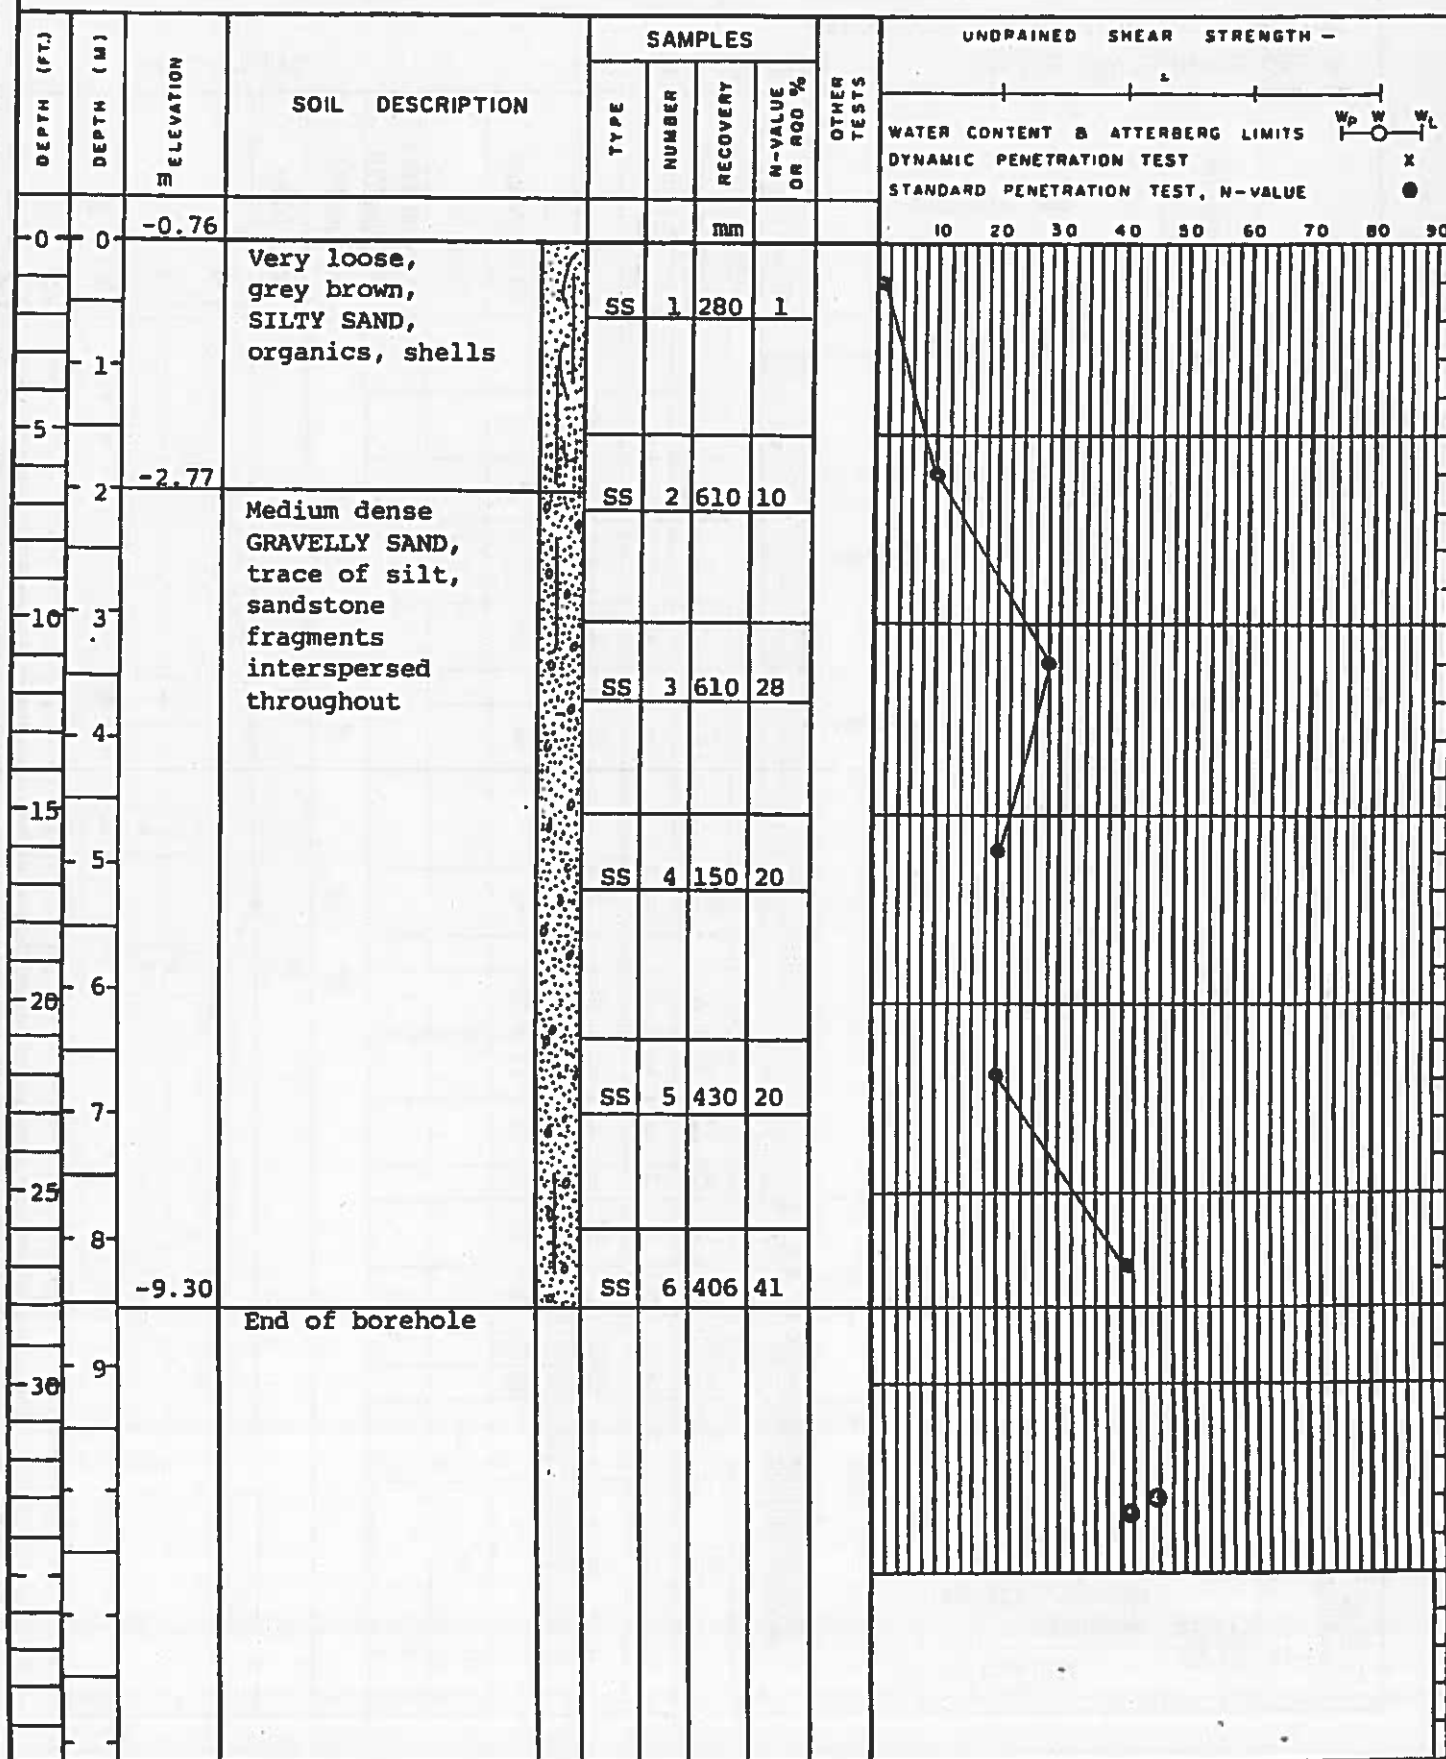 DEPTH (FT.)
DEPTH (M)
ELEVATION
m
SOIL DESCRIPTION
SAMPLES
TYPE
NUMBER
RECOVERY
N-VALUE
OR RQD %
OTHER
TESTS
UNDRAINED SHEAR STRENGTH –
WATER CONTENT & ATTERBERG LIMITS
Wp W WL
DYNAMIC PENETRATION TEST x
STANDARD PENETRATION TEST, N-VALUE ●
-0.76 mm
10 20 30 40 50 60 70 80 90
0 0
Very loose,
grey brown,
SILTY SAND,
organics, shells
SS 1 280 1
1
5
-2.77
2
SS 2 610 10
Medium dense
GRAVELLY SAND,
trace of silt,
sandstone
fragments
interspersed
throughout
10 3
SS 3 610 28
4
15
5
SS 4 150 20
6
20
SS 5 430 20
7
25
8
-9.30
SS 6 406 41
End of borehole
9
30